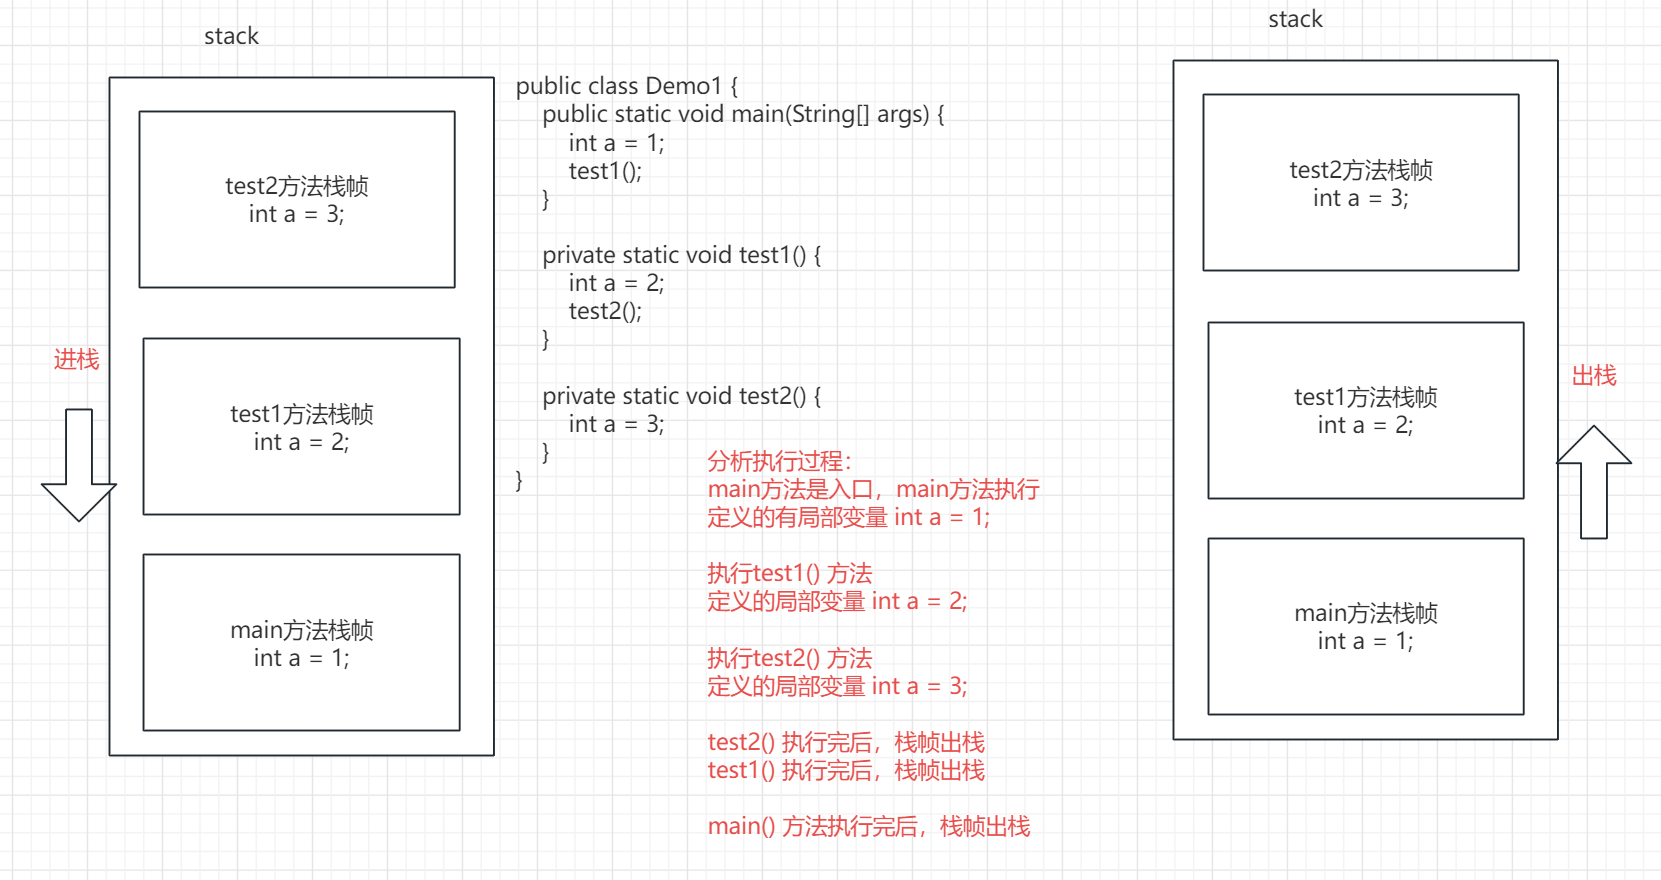 stack
test2方法栈帧
int a = 3;
进栈
test1方法栈帧
int a = 2;
main方法栈帧
int a = 1;
public class Demo1 {
public static void main(String[] args) {
int a = 1;
test1();
}
private static void test1() {
int a = 2;
test2();
}
private static void test2() {
int a = 3;
}
}
分析执行过程：
main方法是入口，main方法执行
定义的有局部变量 int a = 1;
执行test1() 方法
定义的局部变量 int a = 2;
执行test2() 方法
定义的局部变量 int a = 3;
test2() 执行完后，栈帧出栈
test1() 执行完后，栈帧出栈
main() 方法执行完后，栈帧出栈
stack
test2方法栈帧
int a = 3;
出栈
test1方法栈帧
int a = 2;
main方法栈帧
int a = 1;